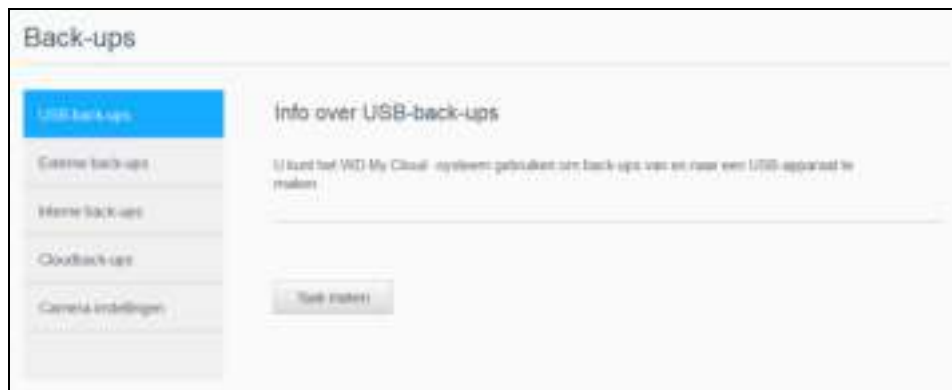 Back-ups
USB-back-ups
Externe back-ups
Interne back-ups
Cloudback-ups
Camera-instellingen
Info over USB-back-ups
U kunt het WD My Cloud -systeem gebruiken om back-ups van en naar een USB-apparaat te
maken.
Taak maken